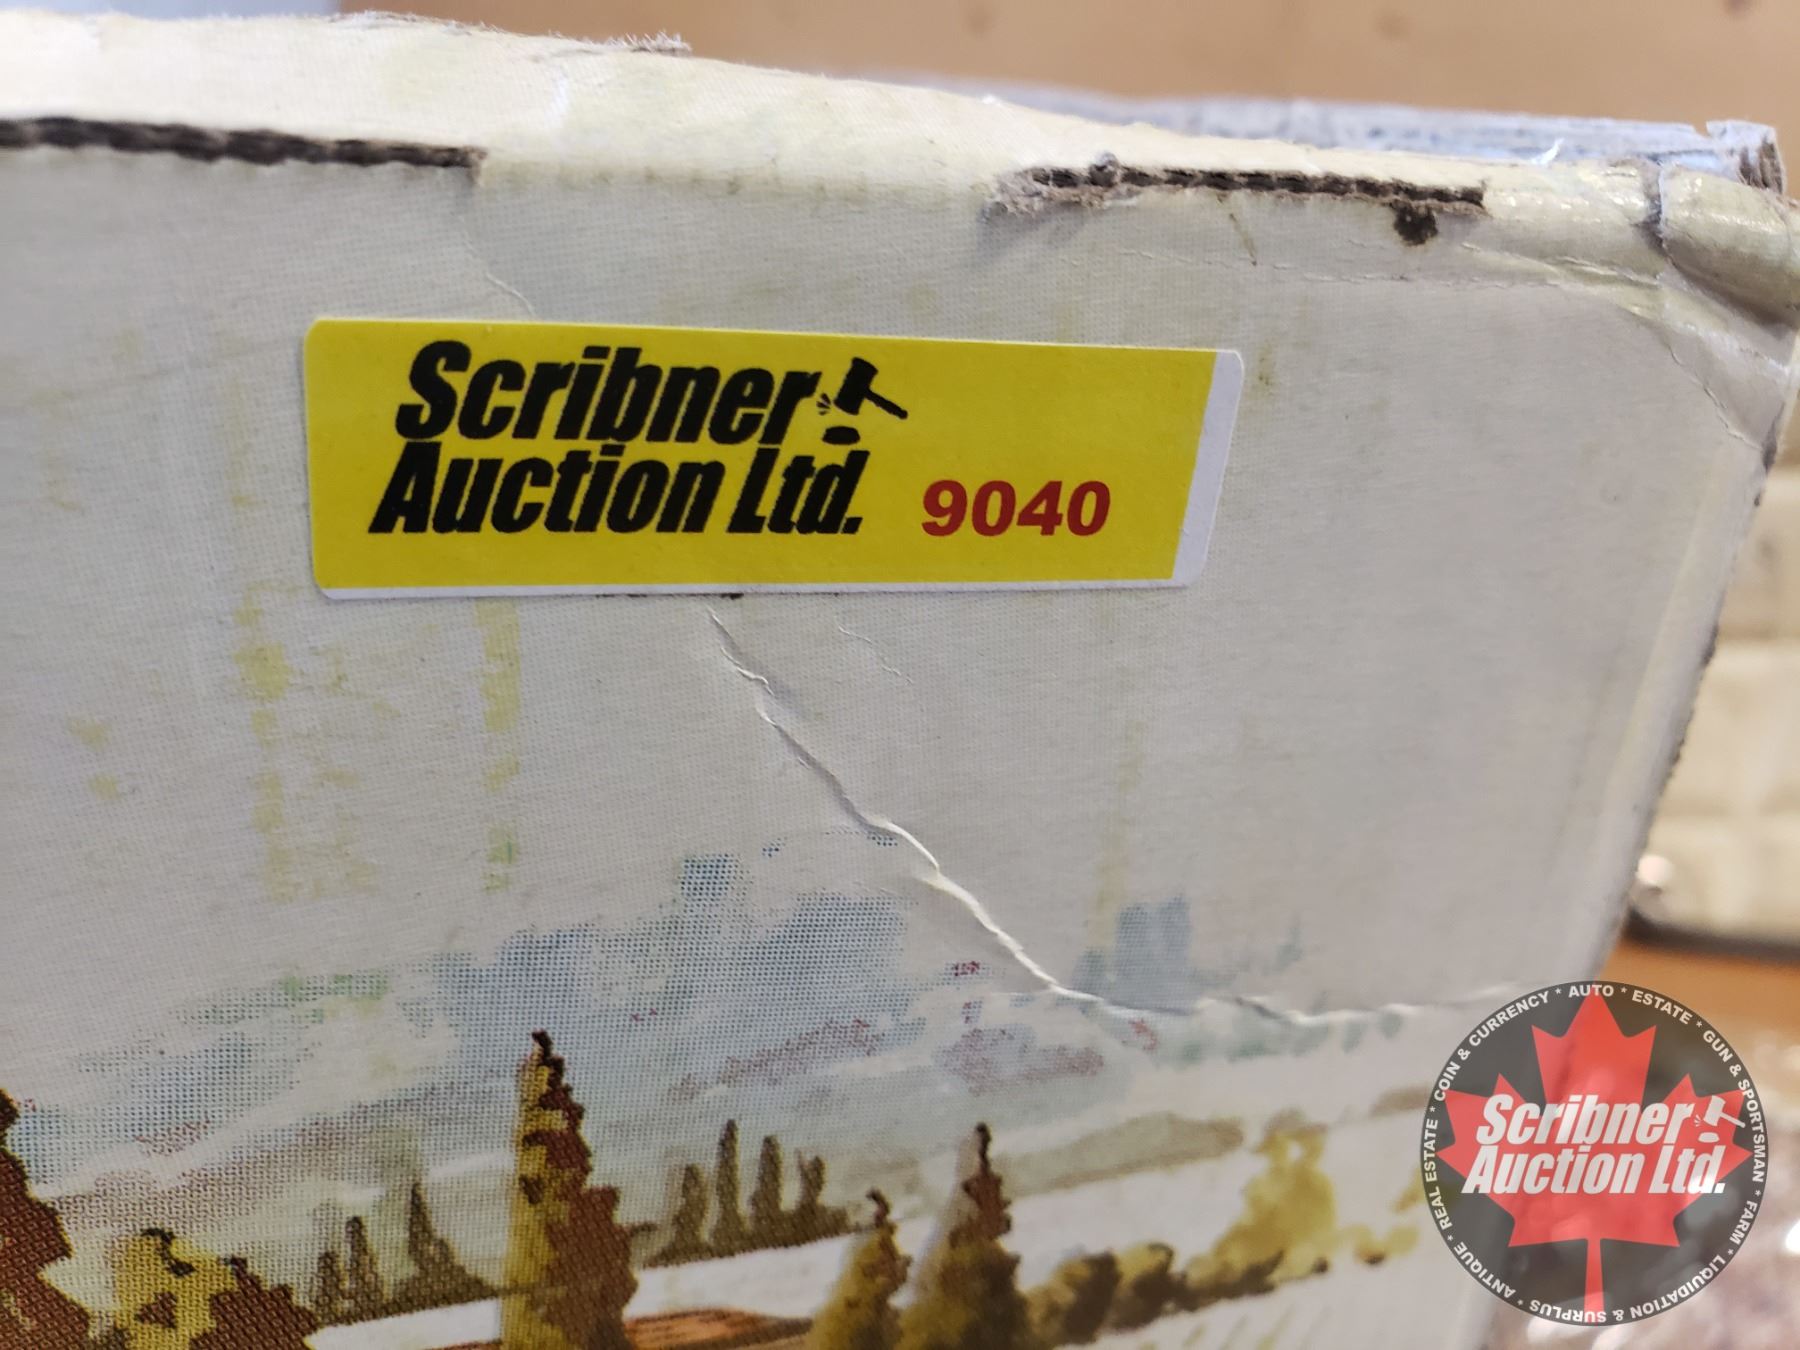 Scribner
Auction Ltd. 9040
COIN & CURRENCY * AUTO * ESTATE * GUN & SPORTSMAN * FARM * LIQUIDATION & SURPLUS * ANTIQUE * REAL ESTATE *
Scribner
Auction Ltd.